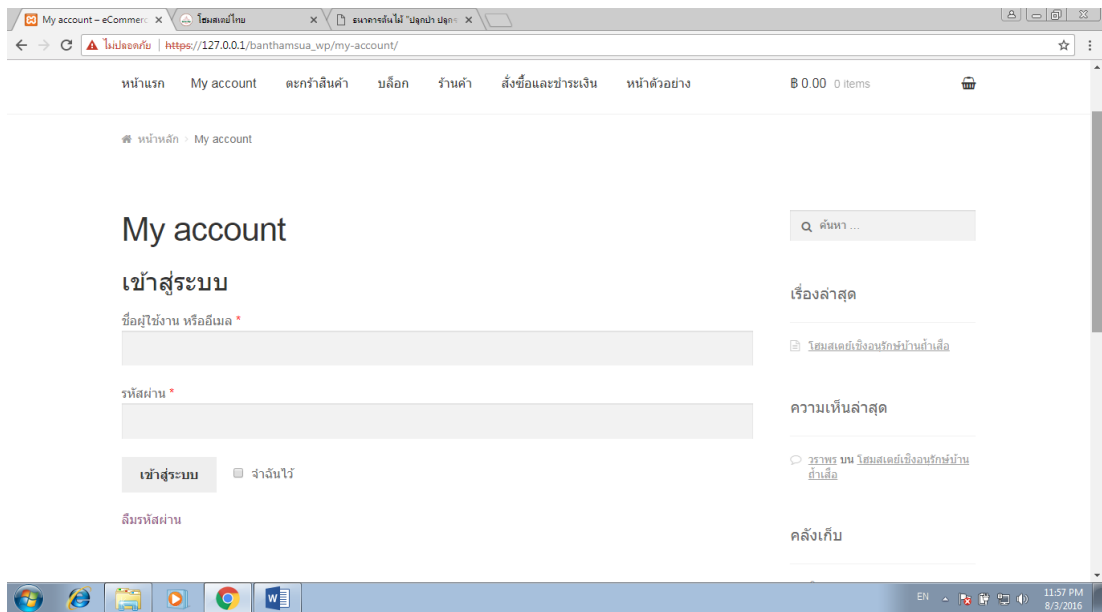 My account – eCommerc
โฮมสเตย์ไทย
ธนาคารต้นไม้ "ปลูกป่า ปลูก
ไม่ปลอดภัย | https://127.0.0.1/banthamsua_wp/my-account/
หน้าแรก My account ตะกร้าสินค้า บล็อก ร้านค้า สั่งซื้อและชำระเงิน หน้าตัวอย่าง ฿ 0.00 0 items
หน้าหลัก › My account
My account
เข้าสู่ระบบ
ชื่อผู้ใช้งาน หรืออีเมล *
รหัสผ่าน *
เข้าสู่ระบบ จำฉันไว้
ลืมรหัสผ่าน
ค้นหา …
เรื่องล่าสุด
โฮมสเตย์เชิงอนุรักษ์บ้านถ้ำเสือ
ความเห็นล่าสุด
วราพร บน โฮมสเตย์เชิงอนุรักษ์บ้าน
ถ้ำเสือ
คลังเก็บ
EN
11:57 PM
8/3/2016